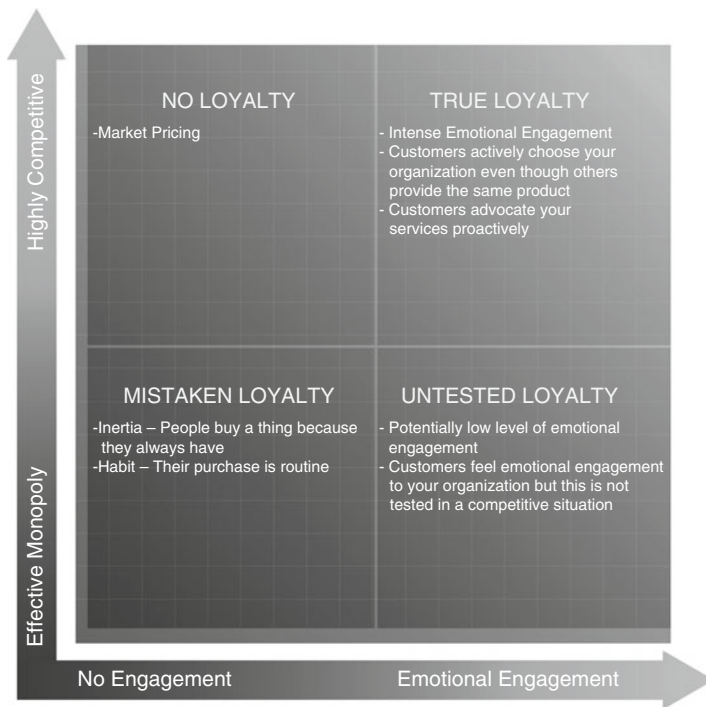 Highly Competitive
Effective Monopoly
NO LOYALTY
-Market Pricing
TRUE LOYALTY
- Intense Emotional Engagement
- Customers actively choose your
organization even though others
provide the same product
- Customers advocate your
services proactively
MISTAKEN LOYALTY
-Inertia – People buy a thing because
they always have
-Habit – Their purchase is routine
UNTESTED LOYALTY
- Potentially low level of emotional
engagement
- Customers feel emotional engagement
to your organization but this is not
tested in a competitive situation
No Engagement
Emotional Engagement